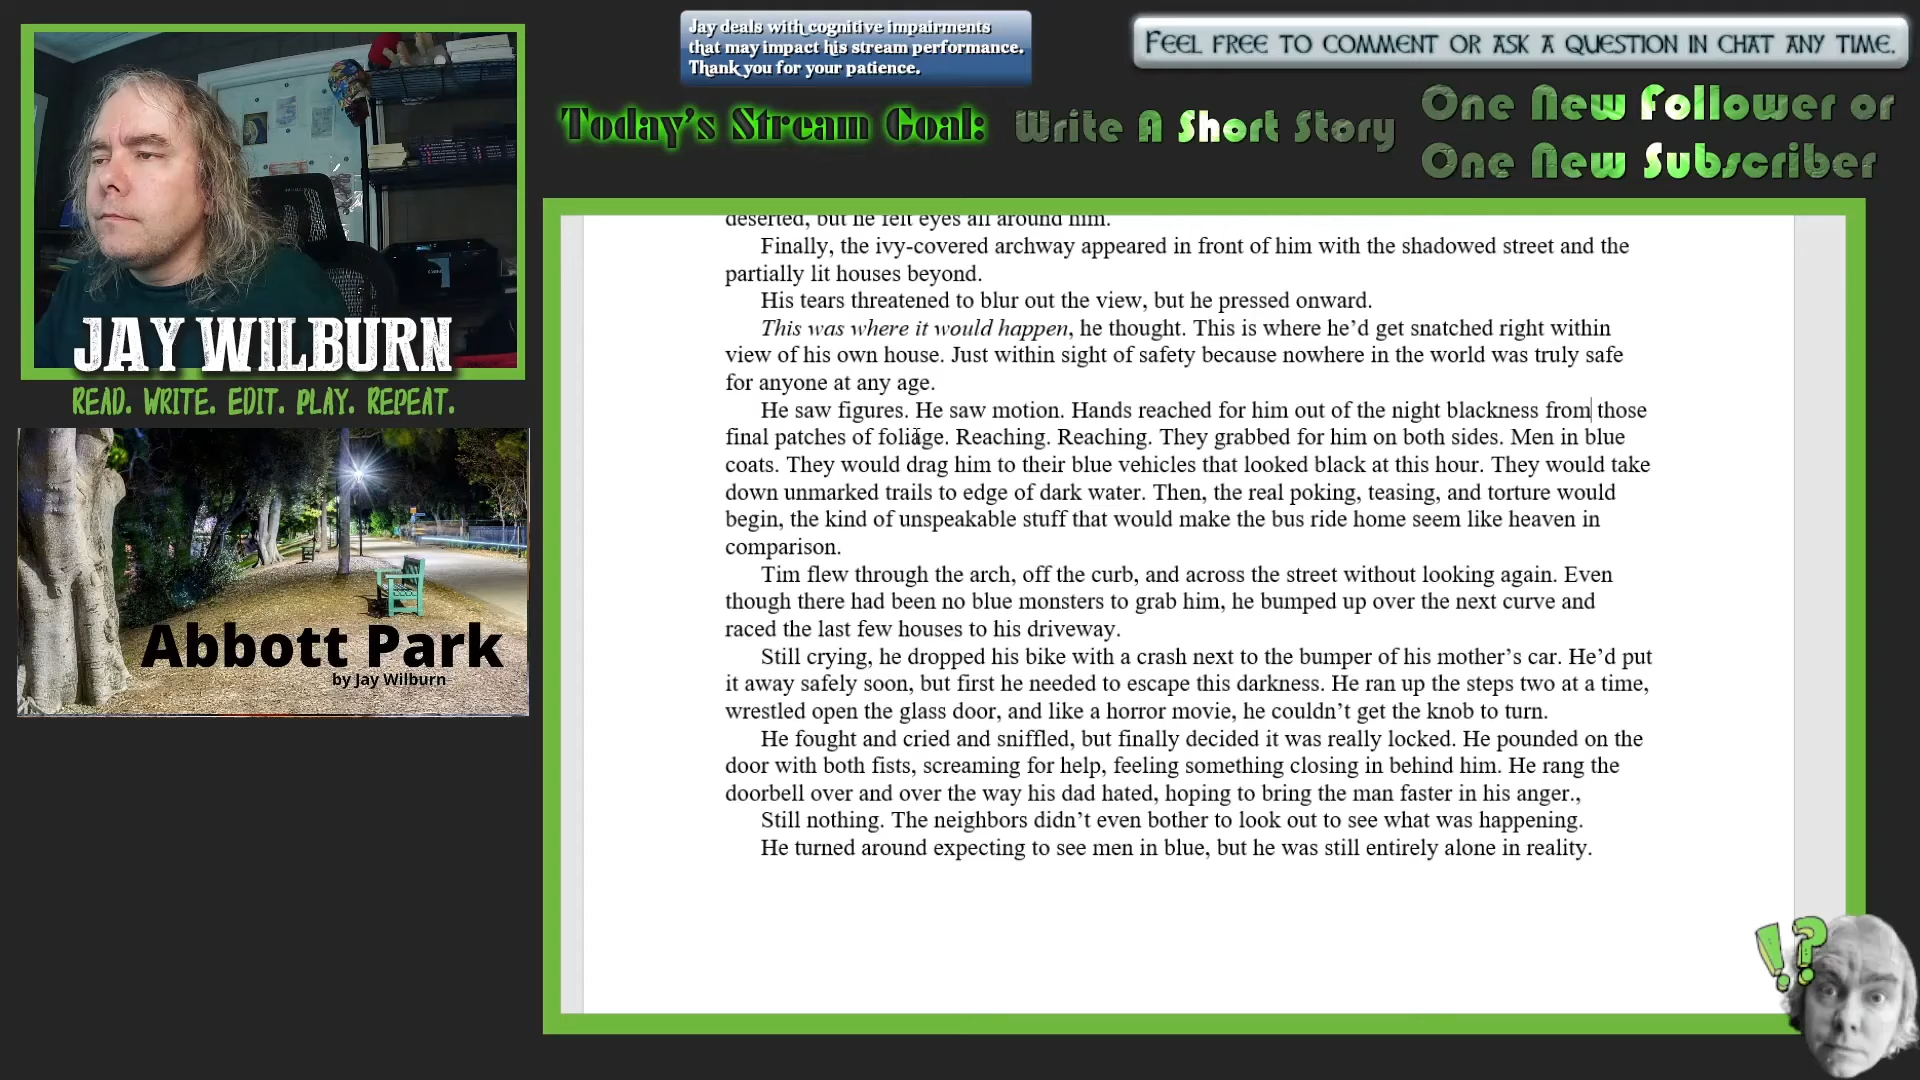 Jay deals with cognitive impairments
that may impact his stream performance.
Thank you for your patience.
Feel free to comment or ask a question in chat any time.
Today's Stream Goal:
Write A Short Story
One New Follower or
One New Subscriber
JAY WILBURN
READ. WRITE. EDIT. PLAY. REPEAT.
Abbott Park
by Jay Wilburn
deserted, but he felt eyes all around him.
Finally, the ivy-covered archway appeared in front of him with the shadowed street and the
partially lit houses beyond.
His tears threatened to blur out the view, but he pressed onward.
This was where it would happen, he thought. This is where he’d get snatched right within
view of his own house. Just within sight of safety because nowhere in the world was truly safe
for anyone at any age.
He saw figures. He saw motion. Hands reached for him out of the night blackness from those
final patches of foliage. Reaching. Reaching. They grabbed for him on both sides. Men in blue
coats. They would drag him to their blue vehicles that looked black at this hour. They would take
down unmarked trails to edge of dark water. Then, the real poking, teasing, and torture would
begin, the kind of unspeakable stuff that would make the bus ride home seem like heaven in
comparison.
Tim flew through the arch, off the curb, and across the street without looking again. Even
though there had been no blue monsters to grab him, he bumped up over the next curve and
raced the last few houses to his driveway.
Still crying, he dropped his bike with a crash next to the bumper of his mother’s car. He’d put
it away safely soon, but first he needed to escape this darkness. He ran up the steps two at a time,
wrestled open the glass door, and like a horror movie, he couldn’t get the knob to turn.
He fought and cried and sniffled, but finally decided it was really locked. He pounded on the
door with both fists, screaming for help, feeling something closing in behind him. He rang the
doorbell over and over the way his dad hated, hoping to bring the man faster in his anger.,
Still nothing. The neighbors didn’t even bother to look out to see what was happening.
He turned around expecting to see men in blue, but he was still entirely alone in reality.
!?